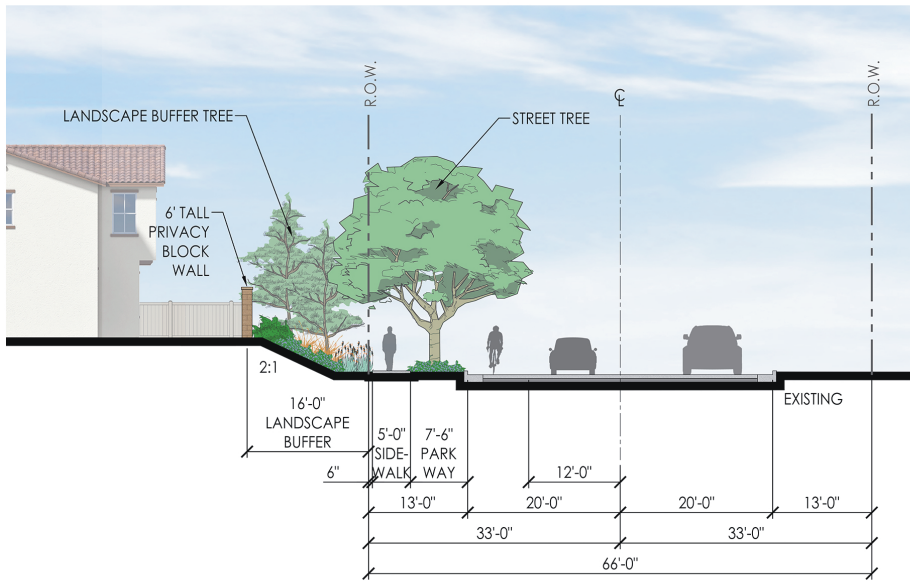 R.O.W.
R.O.W.
℄
LANDSCAPE BUFFER TREE
STREET TREE
6' TALL
PRIVACY
BLOCK
WALL
2:1
EXISTING
16'-0"
LANDSCAPE
BUFFER
5'-0"
SIDE-
WALK
7'-6"
PARK
WAY
6"
12'-0"
13'-0"
20'-0"
20'-0"
13'-0"
33'-0"
33'-0"
66'-0"